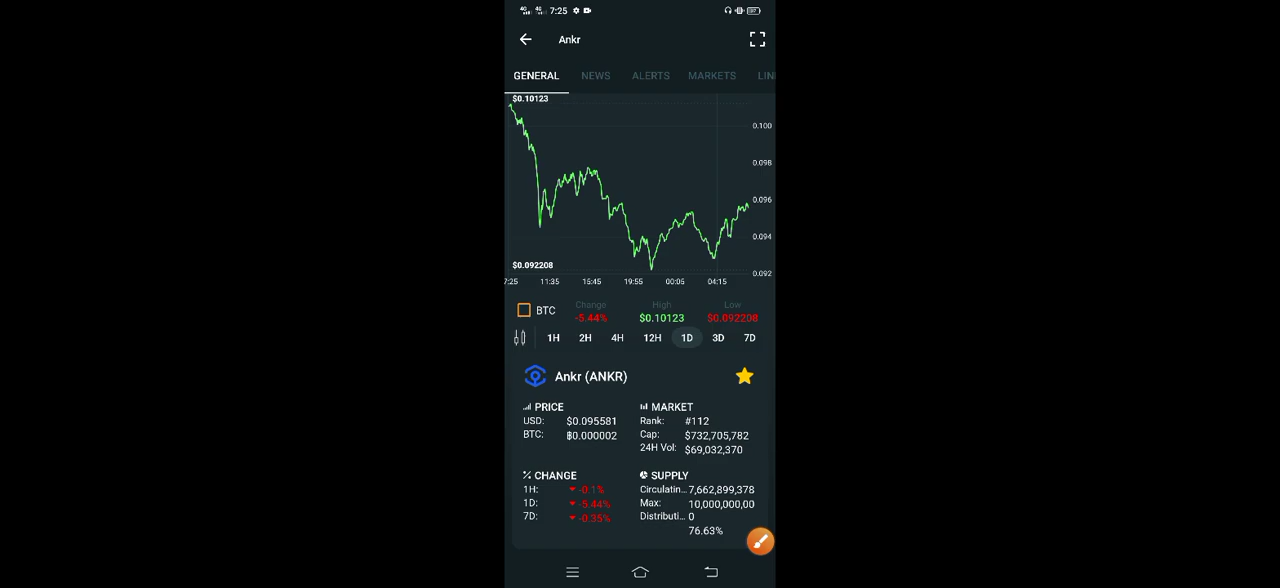 4G 4G 7:25
Ankr
GENERAL NEWS ALERTS MARKETS LIN
$0.10123
0.100
0.098
0.096
0.094
0.092
$0.092208
7:25 11:35 15:45 19:55 00:05 04:15
BTC
Change High Low
-5.44% $0.10123 $0.092208
1H 2H 4H 12H 1D 3D 7D
Ankr (ANKR)
PRICE
USD: $0.095581
BTC: ฿0.000002
MARKET
Rank: #112
Cap: $732,705,782
24H Vol: $69,032,370
CHANGE
1H: -0.1%
1D: -5.44%
7D: -0.35%
SUPPLY
Circulatin... 7,662,899,378
Max: 10,000,000,00
Distributi... 0
76.63%